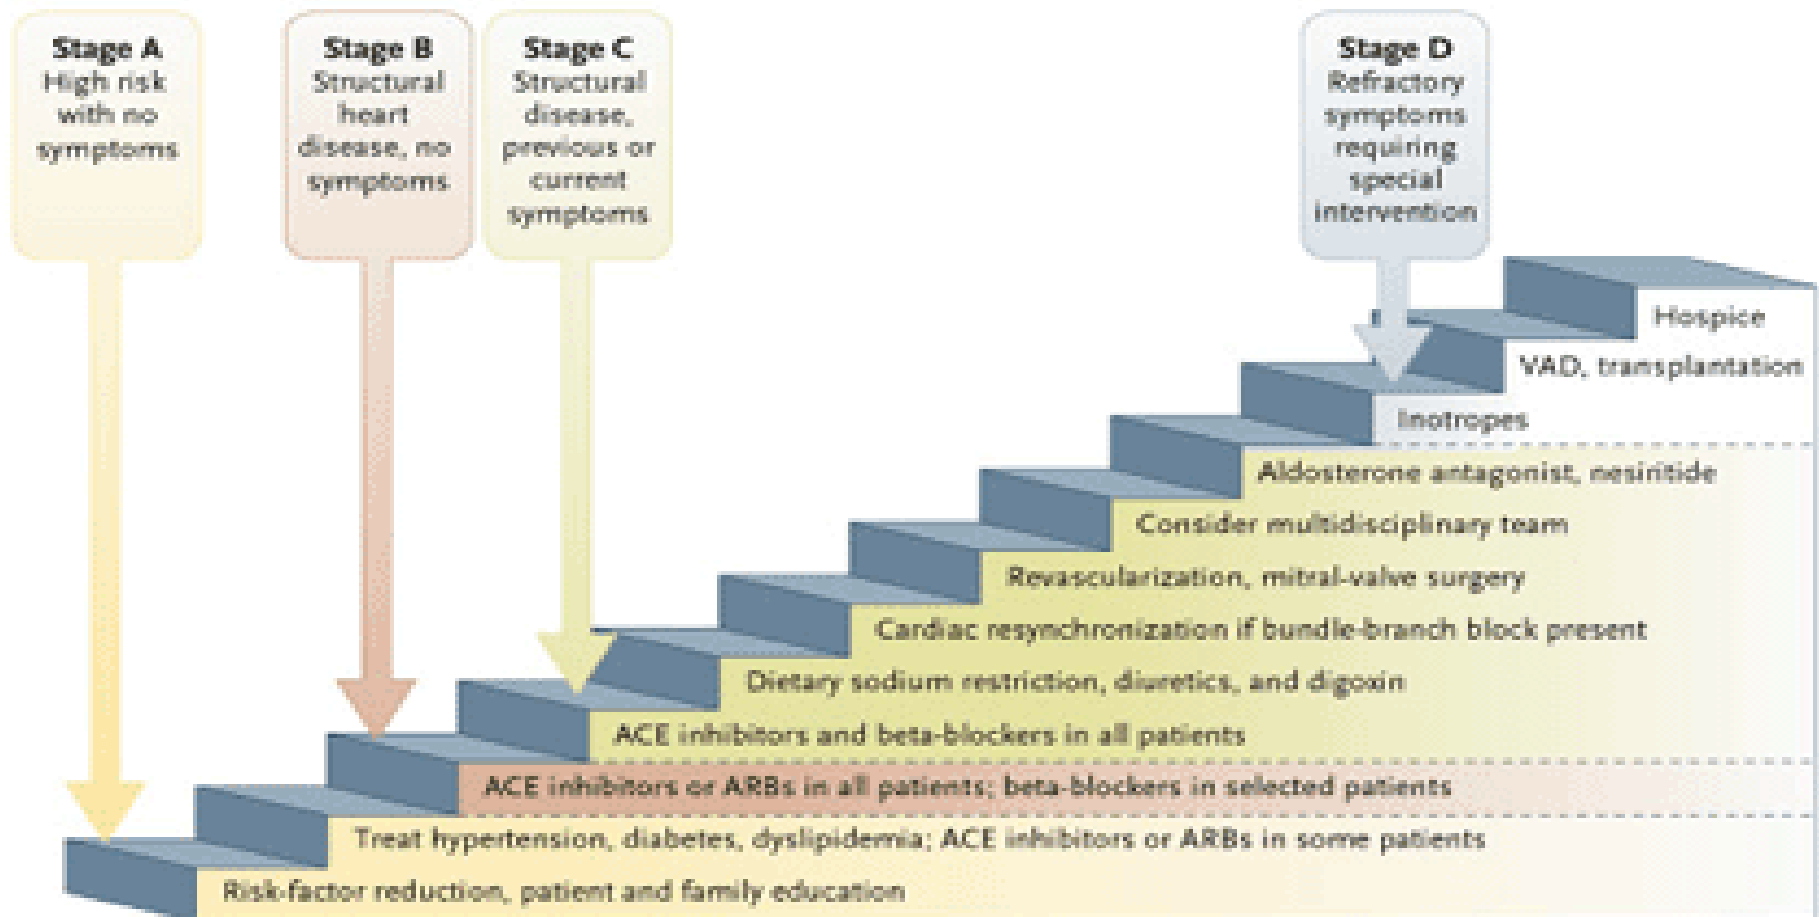 Stage A
High risk
with no
symptoms
Stage B
Structural
heart
disease, no
symptoms
Stage C
Structural
disease,
previous or
current
symptoms
Stage D
Refractory
symptoms
requiring
special
intervention
Hospice
VAD, transplantation
Inotropes
Aldosterone antagonist, nesiritide
Consider multidisciplinary team
Revascularization, mitral-valve surgery
Cardiac resynchronization if bundle-branch block present
Dietary sodium restriction, diuretics, and digoxin
ACE inhibitors and beta-blockers in all patients
ACE inhibitors or ARBs in all patients; beta-blockers in selected patients
Treat hypertension, diabetes, dyslipidemia; ACE inhibitors or ARBs in some patients
Risk-factor reduction, patient and family education